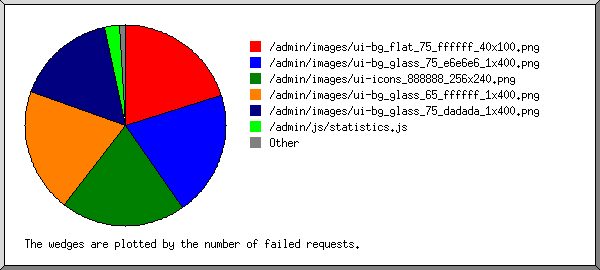 /admin/images/ui-bg_flat_75_ffffff_40x100.png
/admin/images/ui-bg_glass_75_e6e6e6_1x400.png
/admin/images/ui-icons_888888_256x240.png
/admin/images/ui-bg_glass_65_ffffff_1x400.png
/admin/images/ui-bg_glass_75_dadada_1x400.png
/admin/js/statistics.js
Other
The wedges are plotted by the number of failed requests.